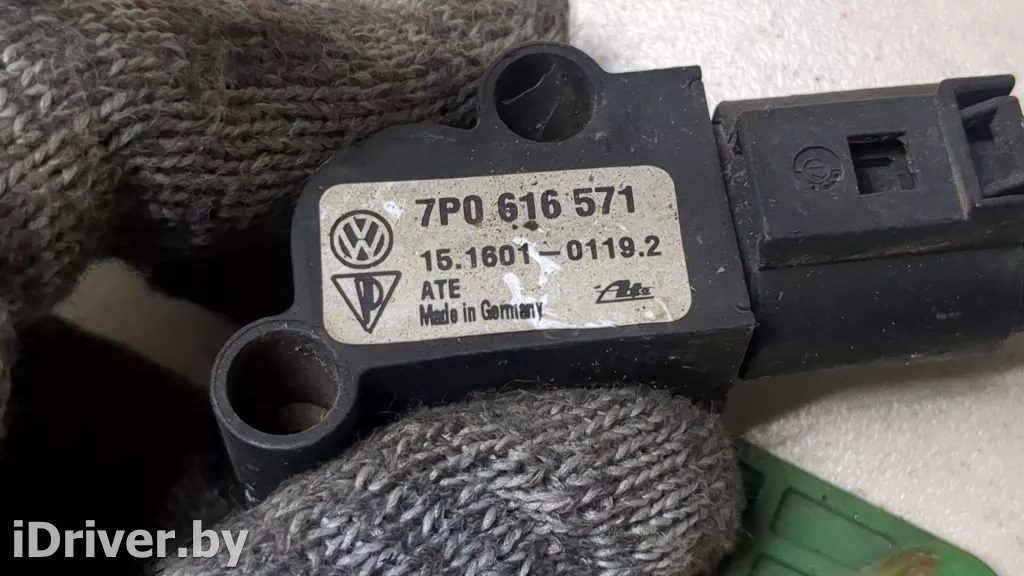 7P0 616 571
15.1601-0119.2
ATE
Made in Germany
Ate
iDriver.by